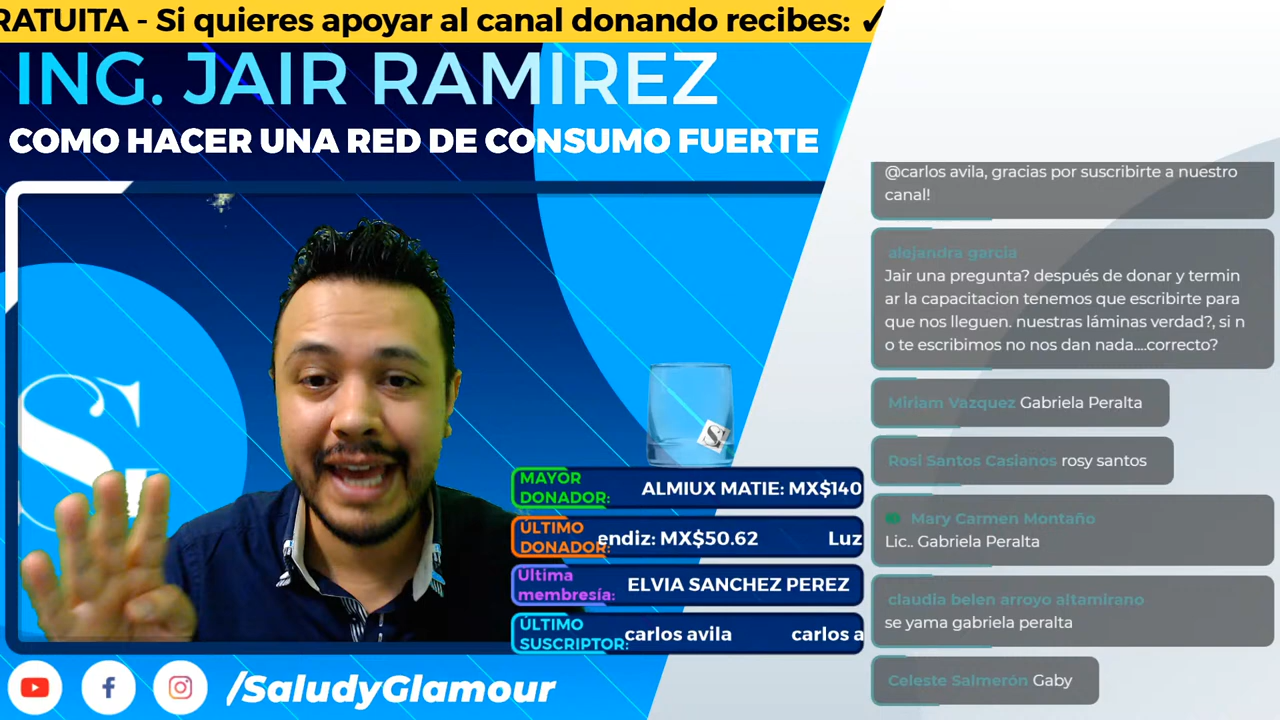 RATUITA - Si quieres apoyar al canal donando recibes: ✓
ING. JAIR RAMIREZ
COMO HACER UNA RED DE CONSUMO FUERTE
MAYOR
DONADOR:
ALMIUX MATIE: MX$140
ÚLTIMO
DONADOR:
endiz: MX$50.62 Luz
Última
membresía:
ELVIA SANCHEZ PEREZ
ÚLTIMO
SUSCRIPTOR:
carlos avila carlos a
/SaludyGlamour
@carlos avila, gracias por suscribirte a nuestro
canal!
alejandra garcia
Jair una pregunta? después de donar y termin
ar la capacitacion tenemos que escribirte para
que nos lleguen. nuestras láminas verdad?, si n
o te escribimos no nos dan nada....correcto?
Miriam Vazquez Gabriela Peralta
Rosi Santos Casianos rosy santos
Mary Carmen Montaño
Lic.. Gabriela Peralta
claudia belen arroyo altamirano
se yama gabriela peralta
Celeste Salmerón Gaby